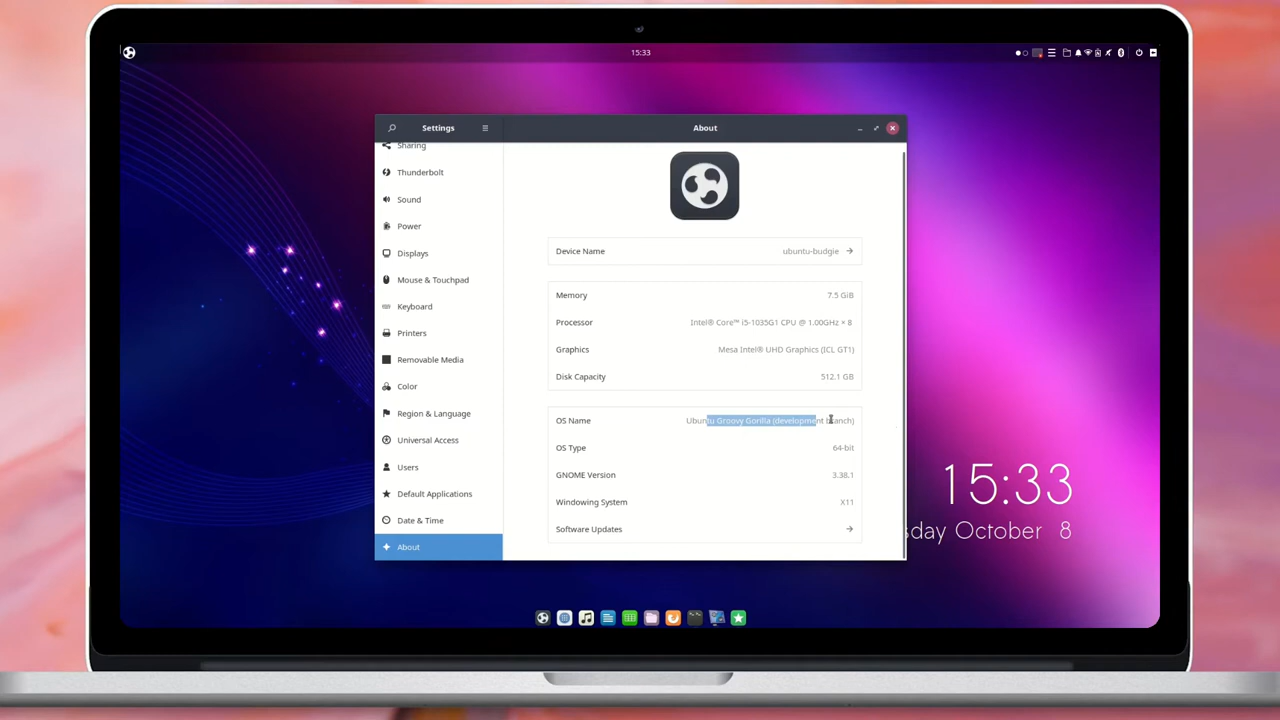 15:33
Settings
About
Sharing
Thunderbolt
Sound
Power
Displays
Mouse & Touchpad
Keyboard
Printers
Removable Media
Color
Region & Language
Universal Access
Users
Default Applications
Date & Time
About
Device Name ubuntu-budgie
Memory 7.5 GiB
Processor Intel® Core™ i5-1035G1 CPU @ 1.00GHz × 8
Graphics Mesa Intel® UHD Graphics (ICL GT1)
Disk Capacity 512.1 GB
OS Name Ubuntu Groovy Gorilla (development branch)
OS Type 64-bit
GNOME Version 3.38.1
Windowing System X11
Software Updates
15:33
sday October 8